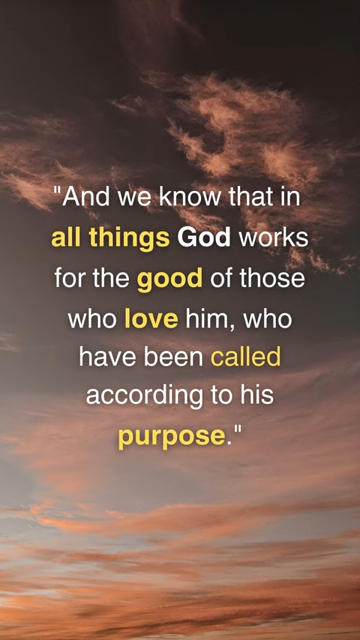 "And we know that in
all things God works
for the good of those
who love him, who
have been called
according to his
purpose."